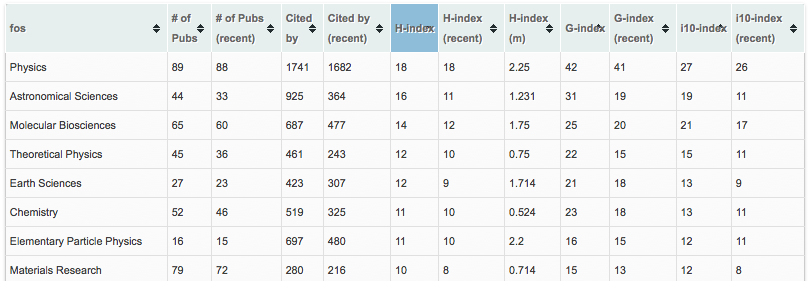 fos # of Pubs # of Pubs (recent) Cited by Cited by (recent) H-index H-index (recent) H-index (m) G-index G-index (recent) i10-index i10-index (recent)
Physics 89 88 1741 1682 18 18 2.25 42 41 27 26
Astronomical Sciences 44 33 925 364 16 11 1.231 31 19 19 11
Molecular Biosciences 65 60 687 477 14 12 1.75 25 20 21 17
Theoretical Physics 45 36 461 243 12 10 0.75 22 15 15 11
Earth Sciences 27 23 423 307 12 9 1.714 21 18 13 9
Chemistry 52 46 519 325 11 10 0.524 23 18 13 11
Elementary Particle Physics 16 15 697 480 11 10 2.2 16 15 12 11
Materials Research 79 72 280 216 10 8 0.714 15 13 12 8